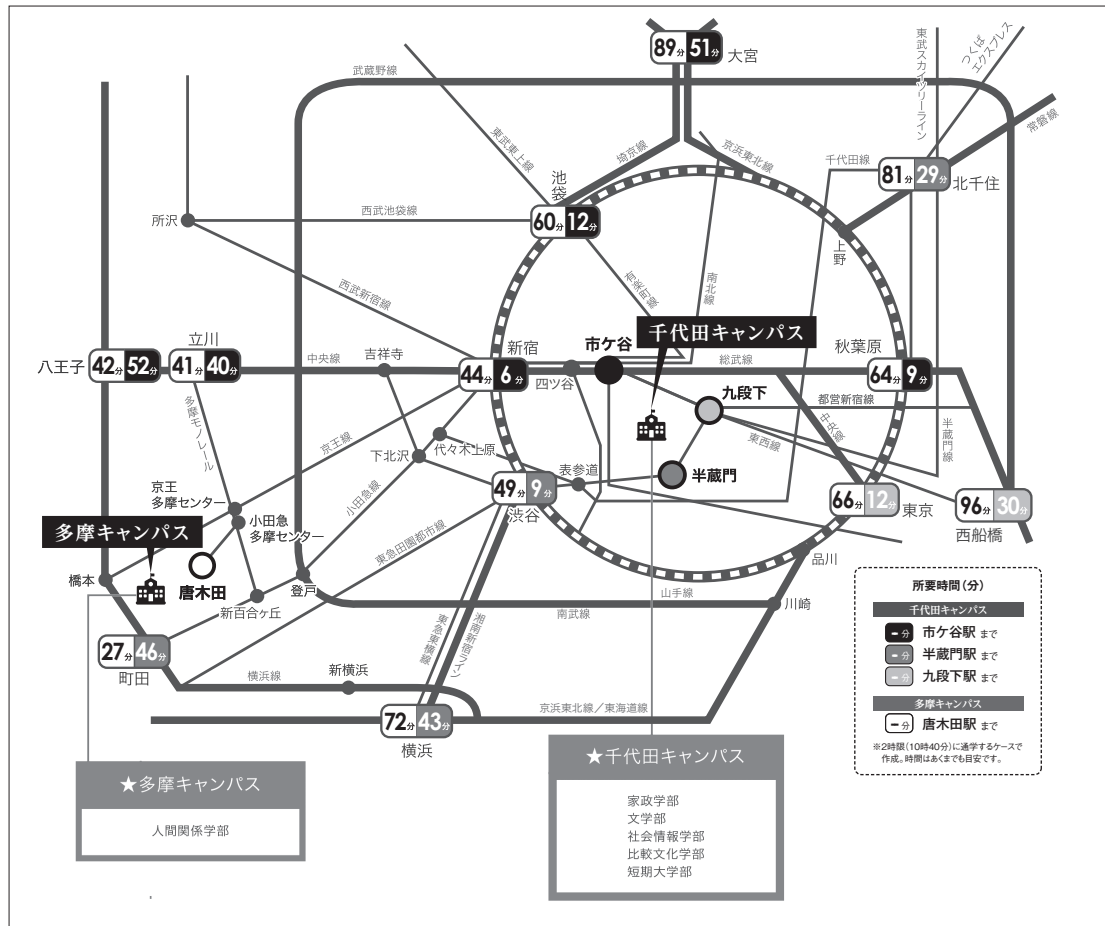 89分 51分 大宮
武蔵野線
東武スカイツリーライン
つくば
エクスプレス
常磐線
東武東上線
埼京線
京浜東北線
千代田線
81分 29分 北千住
池袋
60分 12分
所沢
西武池袋線
上野
西武新宿線
有楽町線
南北線
千代田キャンパス
八王子 42分 52分
立川
41分 40分
中央線
吉祥寺
新宿
44分 6分
四ツ谷
市ケ谷
総武線
秋葉原
64分 9分
九段下
都営新宿線
多摩モノレール
京王線
下北沢
代々木上原
表参道
東西線
中央線
半蔵門線
半蔵門
小田急線
49分 9分
渋谷
66分 12分 東京
96分 30分
西船橋
京王
多摩センター
小田急
多摩センター
多摩キャンパス
東急田園都市線
品川
橋本
唐木田
登戸
新百合ヶ丘
山手線
南武線
川崎
27分 46分
町田
東急東横線
湘南新宿ライン
横浜線
新横浜
72分 43分
横浜
京浜東北線／東海道線
所要時間（分）
千代田キャンパス
-分 市ケ谷駅 まで
-分 半蔵門駅 まで
-分 九段下駅 まで
多摩キャンパス
-分 唐木田駅 まで
※2時限（10時40分）に通学するケースで
作成。時間はあくまでも目安です。
★多摩キャンパス
人間関係学部
★千代田キャンパス
家政学部
文学部
社会情報学部
比較文化学部
短期大学部